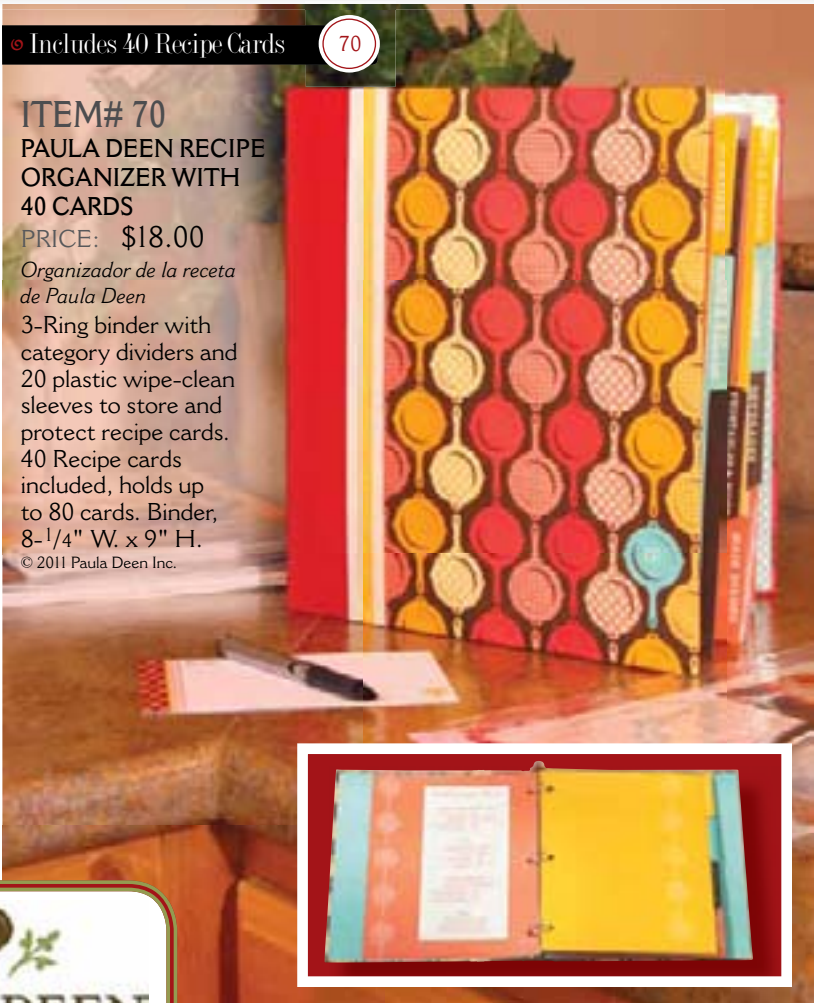 Includes 40 Recipe Cards
70
ITEM# 70
PAULA DEEN RECIPE
ORGANIZER WITH
40 CARDS
PRICE: $18.00
Organizador de la receta
de Paula Deen
3-Ring binder with
category dividers and
20 plastic wipe-clean
sleeves to store and
protect recipe cards.
40 Recipe cards
included, holds up
to 80 cards. Binder,
8-1/4" W. x 9" H.
© 2011 Paula Deen Inc.